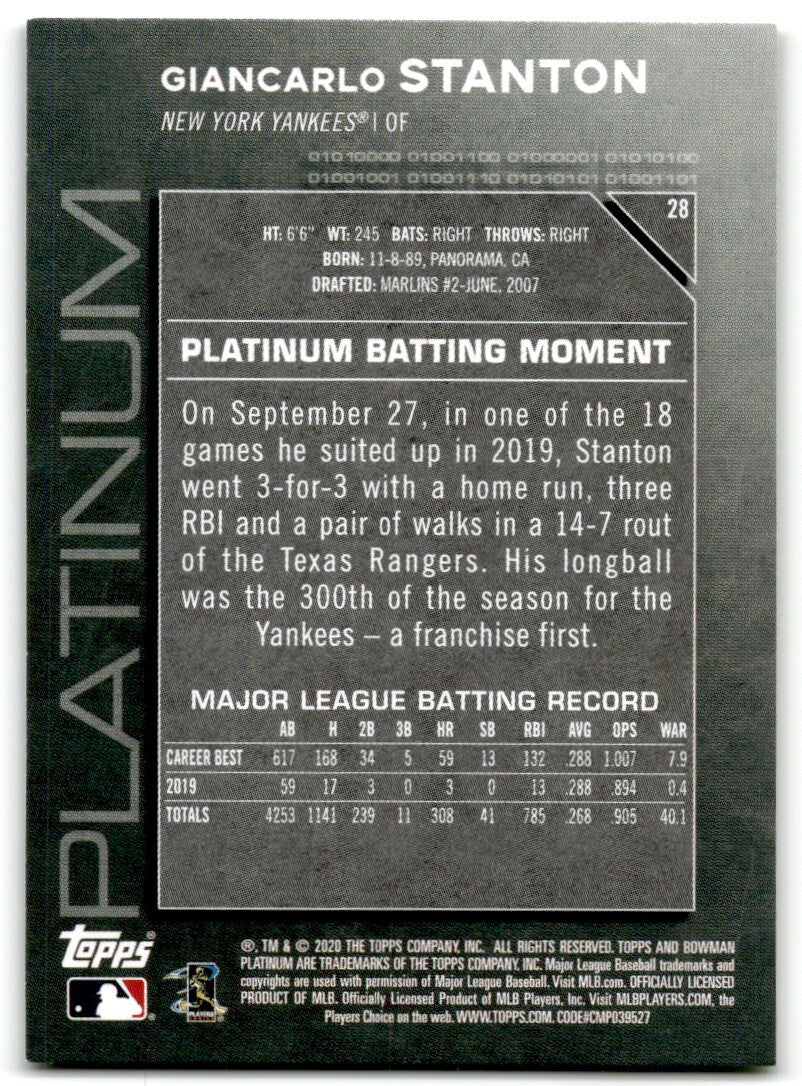 GIANCARLO STANTON
NEW YORK YANKEES® | OF
01010000 01001100 01000001 01010100
01001001 01001110 01010101 01001101
PLATINUM
28
HT: 6'6" WT: 245 BATS: RIGHT THROWS: RIGHT
BORN: 11-8-89, PANORAMA, CA
DRAFTED: MARLINS #2-JUNE, 2007
PLATINUM BATTING MOMENT
On September 27, in one of the 18
games he suited up in 2019, Stanton
went 3-for-3 with a home run, three
RBI and a pair of walks in a 14-7 rout
of the Texas Rangers. His longball
was the 300th of the season for the
Yankees – a franchise first.
MAJOR LEAGUE BATTING RECORD
AB H 2B 3B HR SB RBI AVG OPS WAR
CAREER BEST 617 168 34 5 59 13 132 .288 1.007 7.9
2019 59 17 3 0 3 0 13 .288 .894 0.4
TOTALS 4253 1141 239 11 308 41 785 .268 .905 40.1
topps®
PLAYERS
®, TM & © 2020 THE TOPPS COMPANY, INC. ALL RIGHTS RESERVED. TOPPS AND BOWMAN
PLATINUM ARE TRADEMARKS OF THE TOPPS COMPANY, INC. Major League Baseball trademarks and
copyrights are used with permission of Major League Baseball. Visit MLB.com. OFFICIALLY LICENSED
PRODUCT OF MLB. Officially Licensed Product of MLB Players, Inc. Visit MLBPLAYERS.COM, the
Players Choice on the web. WWW.TOPPS.COM. CODE#CMP039527